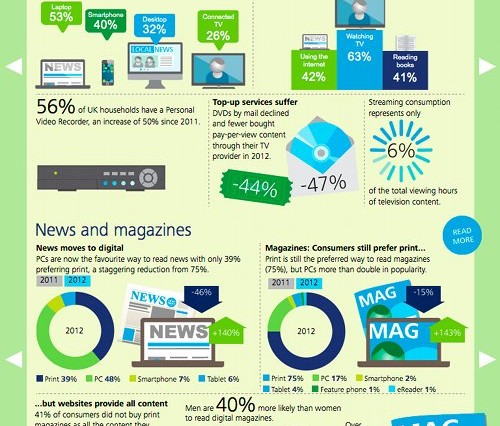 Laptop
53%
Smartphone
40%
Desktop
32%
Connected
TV
26%
NEWS
LOCAL NEWS
Using the
internet
42%
Watching
TV
63%
Reading
books
41%
56% of UK households have a Personal
Video Recorder, an increase of 50% since 2011.
Top-up services suffer
DVDs by mail declined
and fewer bought
pay-per-view content
through their TV
provider in 2012.
-44%
-47%
Streaming consumption
represents only
6%
of the total viewing hours
of television content.
News and magazines
READ
MORE
News moves to digital
PCs are now the favourite way to read news with only 39%
preferring print, a staggering reduction from 75%.
2011 2012
2012
NEWS
-46%
NEWS
+140%
Print 39% PC 48% Smartphone 7% Tablet 6%
Magazines: Consumers still prefer print...
Print is still the preferred way to read magazines
(75%), but PCs more than double in popularity.
2011 2012
2012
MAG
-15%
MAG
+143%
Print 75% PC 17% Smartphone 2%
Tablet 4% Feature phone 1% eReader 1%
...but websites provide all content
41% of consumers did not buy print
magazines as all the content they
Men are 40% more likely than women
to read digital magazines.
Over
MAG